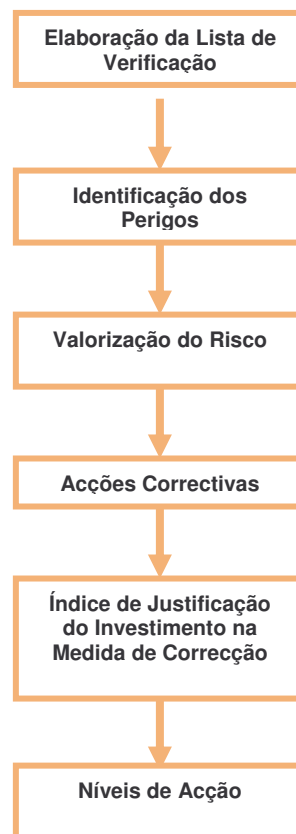 Elaboração da Lista de
Verificação
Identificação dos
Perigos
Valorização do Risco
Acções Correctivas
Índice de Justificação
do Investimento na
Medida de Correcção
Níveis de Acção